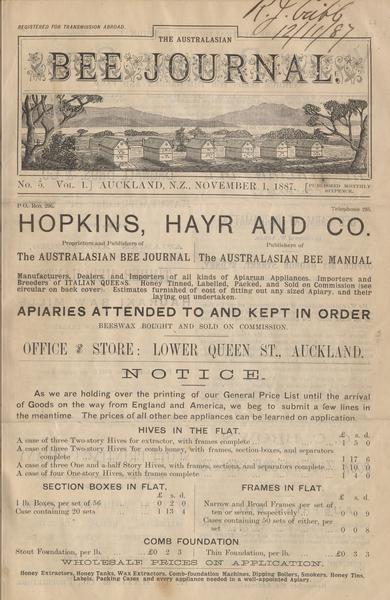 REGISTERED FOR TRANSMISSION ABROAD.
THE AUSTRALASIAN
BEE JOURNAL.
No. 5. VOL. I.] AUCKLAND, N.Z., NOVEMBER 1, 1887. [PUBLISHED MONTHLY SIXPENCE.
P.O. Box 296. Telephone 295.
HOPKINS, HAYR AND CO.
Proprietors and Publishers of
The AUSTRALASIAN BEE JOURNAL
Publishers of
The AUSTRALASIAN BEE MANUAL
Manufacturers, Dealers, and Importers of all kinds of Apiarian Appliances. Importers and
Breeders of ITALIAN QUEENS. Honey Tinned, Labelled, Packed, and Sold on Commission (see
circular on back cover). Estimates furnished of cost of fitting out any sized Apiary, and their
laying out undertaken.
APIARIES ATTENDED TO AND KEPT IN ORDER
BEESWAX BOUGHT AND SOLD ON COMMISSION.
OFFICE & STORE: LOWER QUEEN ST., AUCKLAND.
NOTICE.
As we are holding over the printing of our General Price List until the arrival
of Goods on the way from England and America, we beg to submit a few lines in
the meantime. The prices of all other bee appliances can be learned on application.
HIVES IN THE FLAT.
£ s. d.
A case of three Two-story Hives for extractor, with frames complete ... 1 5 0
A case of three Two-story Hives for comb honey, with frames, section-boxes, and separators
complete ... 1 17 6
A case of three One and a-half Story Hives, with frames, sections, and separators complete ... 1 10 0
A case of four One-story Hives, with frames complete ... 1 4 0
SECTION BOXES IN FLAT.
£ s. d.
1 lb. Boxes, per set of 56 ... 0 2 0
Case containing 20 sets ... 1 13 4
FRAMES IN FLAT.
£ s. d.
Narrow and Broad Frames per set of
ten or seven, respectively ... 0 0 9
Cases containing 50 sets of either, per
set ... 0 0 8
COMB FOUNDATION
Stout Foundation, per lb. £0 2 3
Thin Foundation, per lb. ... £0 3 3
WHOLESALE PRICES ON APPLICATION.
Honey Extractors, Honey Tanks, Wax Extractors, Comb-foundation Machines, Dipping Boilers, Smokers, Honey Tins,
Labels, Packing Cases and every appliance needed in a well-appointed Apiary.